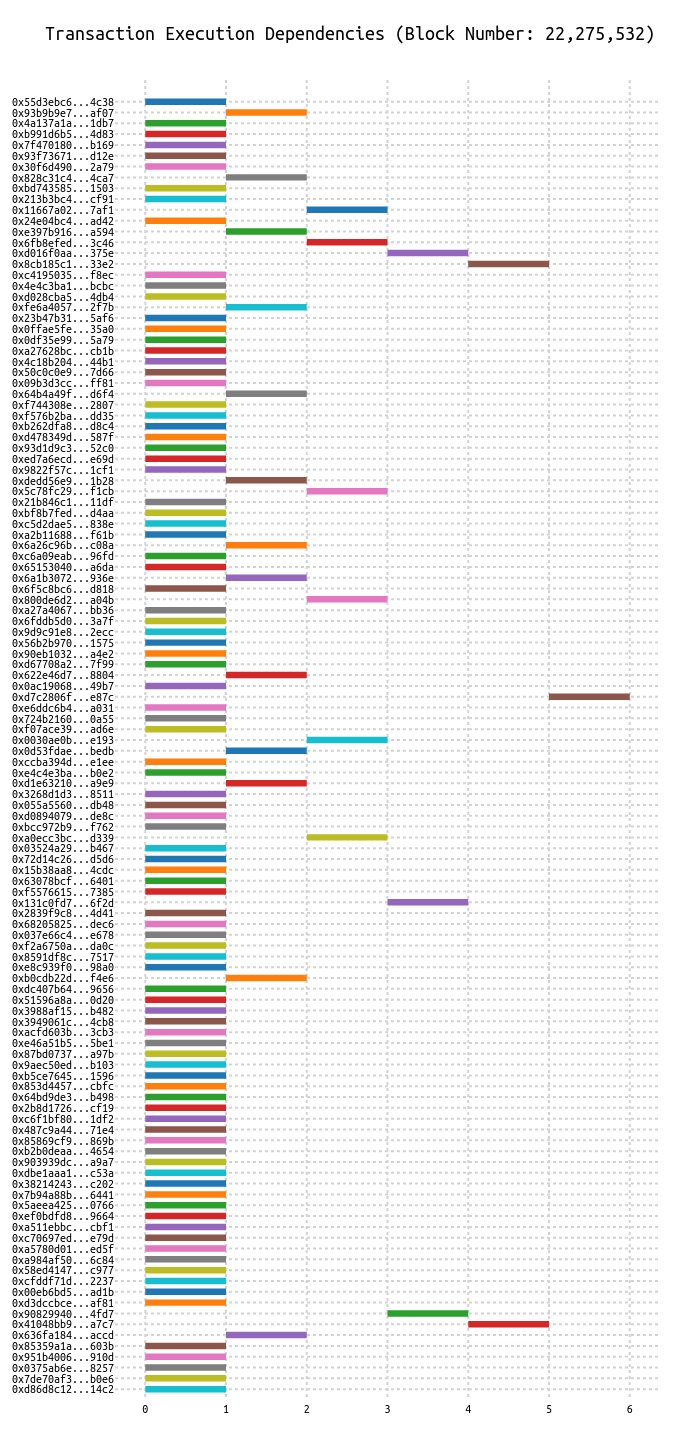 Transaction Execution Dependencies (Block Number: 22,275,532)
0x55d3ebc6...4c38
0x93b9b9e7...af07
0x4a137a1a...1db7
0xb991d6b5...4d83
0x7f470180...b169
0x93f73671...d12e
0x30f6d490...2a79
0x828c31c4...4ca7
0xbd743585...1503
0x213b3bc4...cf91
0x11667a02...7af1
0x24e04bc4...ad42
0xe397b916...a594
0x6fb8efed...3c46
0xd016f0aa...375e
0x8cb185c1...33e2
0xc4195035...f8ec
0x4e4c3ba1...bcbc
0xd028cba5...4db4
0xfe6a4057...2f7b
0x23b47b31...5af6
0x0ffae5fe...35a0
0x0df35e99...5a79
0xa27628bc...cb1b
0x4c18b204...44b1
0x50c0c0e9...7d66
0x09b3d3cc...ff81
0x64b4a49f...d6f4
0xf744308e...2807
0xf576b2ba...dd35
0xb262dfa8...d8c4
0xd478349d...587f
0x93d1d9c3...52c0
0xed7a6ecd...e69d
0x9822f57c...1cf1
0xdedd56e9...1b28
0x5c78fc29...f1cb
0x21b846c1...11df
0xbf8b7fed...d4aa
0xc5d2dae5...838e
0xa2b11688...f61b
0x6a26c96b...c08a
0xc6a09eab...96fd
0x65153040...a6da
0x6a1b3072...936e
0x6f5c8bc6...d818
0x800de6d2...a04b
0xa27a4067...bb36
0x6fddb5d0...3a7f
0x9d9c91e8...2ecc
0x56b2b970...1575
0x90eb1032...a4e2
0xd67708a2...7f99
0x622e46d7...8804
0x0ac19068...49b7
0xd7c2806f...e87c
0xe6ddc6b4...a031
0x724b2160...0a55
0xf07ace39...ad6e
0x0030ae0b...e193
0x0d53fdae...bedb
0xccba394d...e1ee
0xe4c4e3ba...b0e2
0xd1e63210...a9e9
0x3268d1d3...8511
0x055a5560...db48
0xd0894079...de8c
0xbcc972b9...f762
0xa0ecc3bc...d339
0x03524a29...b467
0x72d14c26...d5d6
0x15b38aa8...4cdc
0x63078bcf...6401
0xf5576615...7385
0x131c0fd7...6f2d
0x2839f9c8...4d41
0x68205825...dec6
0x037e66c4...e678
0xf2a6750a...da0c
0x8591df8c...7517
0xe8c939f0...98a0
0xb0cdb22d...f4e6
0xdc407b64...9656
0x51596a8a...0d20
0x3988af15...b482
0x3949061c...4cb8
0xacfd603b...3cb3
0xe46a51b5...5be1
0x87bd0737...a97b
0x9aec50ed...b103
0xb5ce7645...1596
0x853d4457...cbfc
0x64bd9de3...b498
0x2b8d1726...cf19
0xc6f1bf80...1df2
0x487c9a44...71e4
0x85869cf9...869b
0xb2b0deaa...4654
0x903939dc...a9a7
0xdbe1aaa1...c53a
0x38214243...c202
0x7b94a88b...6441
0x5aeea425...0766
0xef0bdfd8...9664
0xa511ebbc...cbf1
0xc70697ed...e79d
0xa5780d01...ed5f
0xa984af50...6c84
0x58ed4147...c977
0xcfddf71d...2237
0x00eb6bd5...ad1b
0xd3dccbce...af81
0x90829940...4fd7
0x41048bb9...a7c7
0x636fa184...accd
0x85359a1a...603b
0x951b4006...910d
0x0375ab6e...8257
0x7de70af3...b0e6
0xd86d8c12...14c2
0 1 2 3 4 5 6